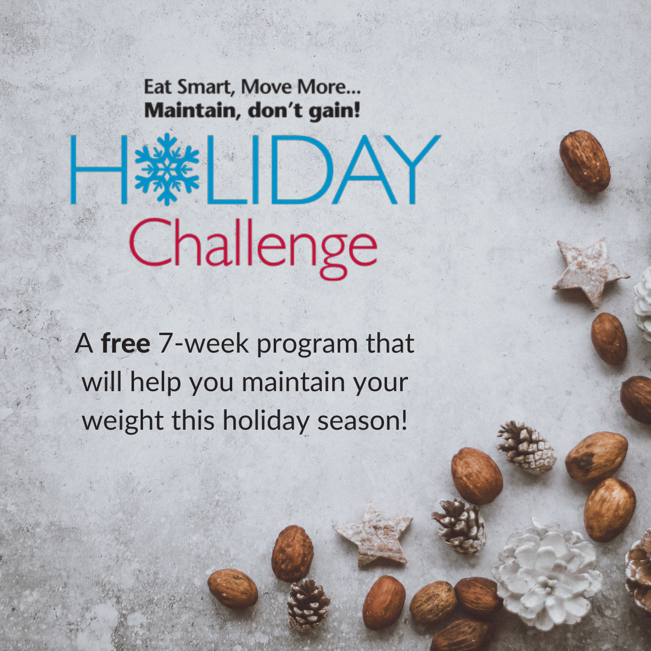 Eat Smart, Move More...
Maintain, don't gain!
HOLIDAY
Challenge
A free 7-week program that
will help you maintain your
weight this holiday season!